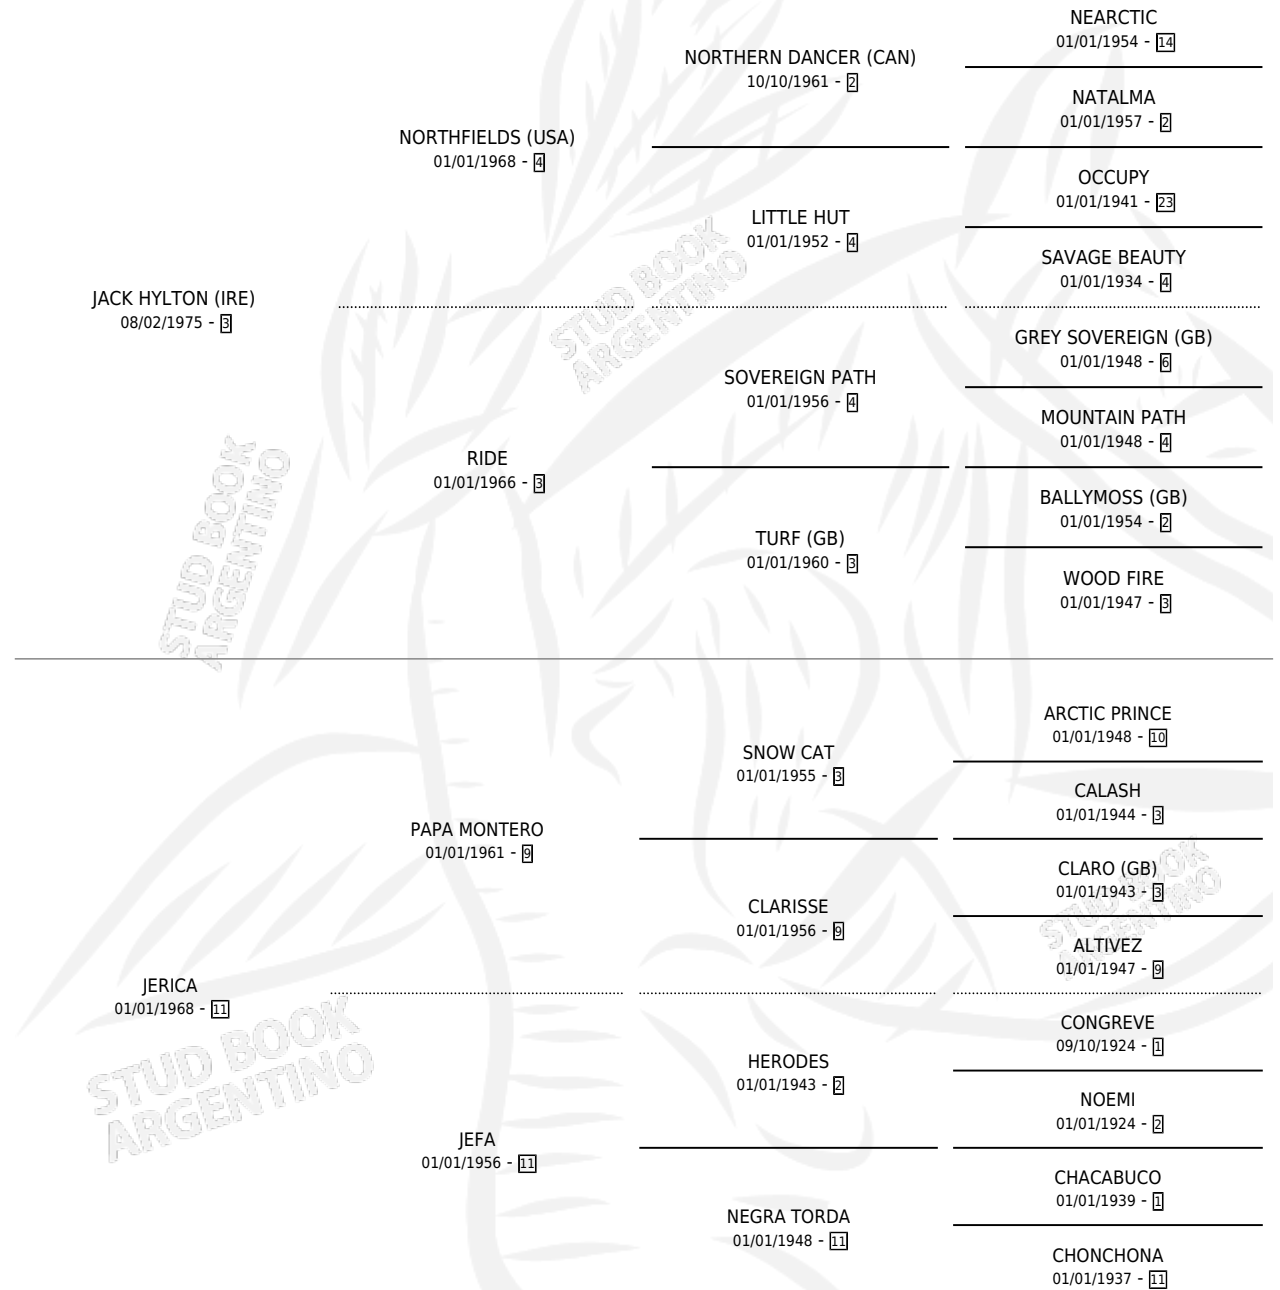 NEARCTIC
01/01/1954 - 14
NORTHERN DANCER (CAN)
10/10/1961 - 2
NATALMA
01/01/1957 - 2
NORTHFIELDS (USA)
01/01/1968 - 4
OCCUPY
01/01/1941 - 23
LITTLE HUT
01/01/1952 - 4
SAVAGE BEAUTY
01/01/1934 - 4
JACK HYLTON (IRE)
08/02/1975 - 3
GREY SOVEREIGN (GB)
01/01/1948 - 6
SOVEREIGN PATH
01/01/1956 - 4
MOUNTAIN PATH
01/01/1948 - 4
RIDE
01/01/1966 - 3
BALLYMOSS (GB)
01/01/1954 - 2
TURF (GB)
01/01/1960 - 3
WOOD FIRE
01/01/1947 - 3
ARCTIC PRINCE
01/01/1948 - 10
SNOW CAT
01/01/1955 - 3
CALASH
01/01/1944 - 3
PAPA MONTERO
01/01/1961 - 9
CLARO (GB)
01/01/1943 - 3
CLARISSE
01/01/1956 - 9
ALTIVEZ
01/01/1947 - 9
JERICA
01/01/1968 - 11
CONGREVE
09/10/1924 - 1
HERODES
01/01/1943 - 2
NOEMI
01/01/1924 - 2
JEFA
01/01/1956 - 11
CHACABUCO
01/01/1939 - 1
NEGRA TORDA
01/01/1948 - 11
CHONCHONA
01/01/1937 - 11
STUD BOOK
ARGENTINO
STUD BOOK
ARGENTINO
STUD BOOK
ARGENTINO
STUD BOOK
ARGENTINO